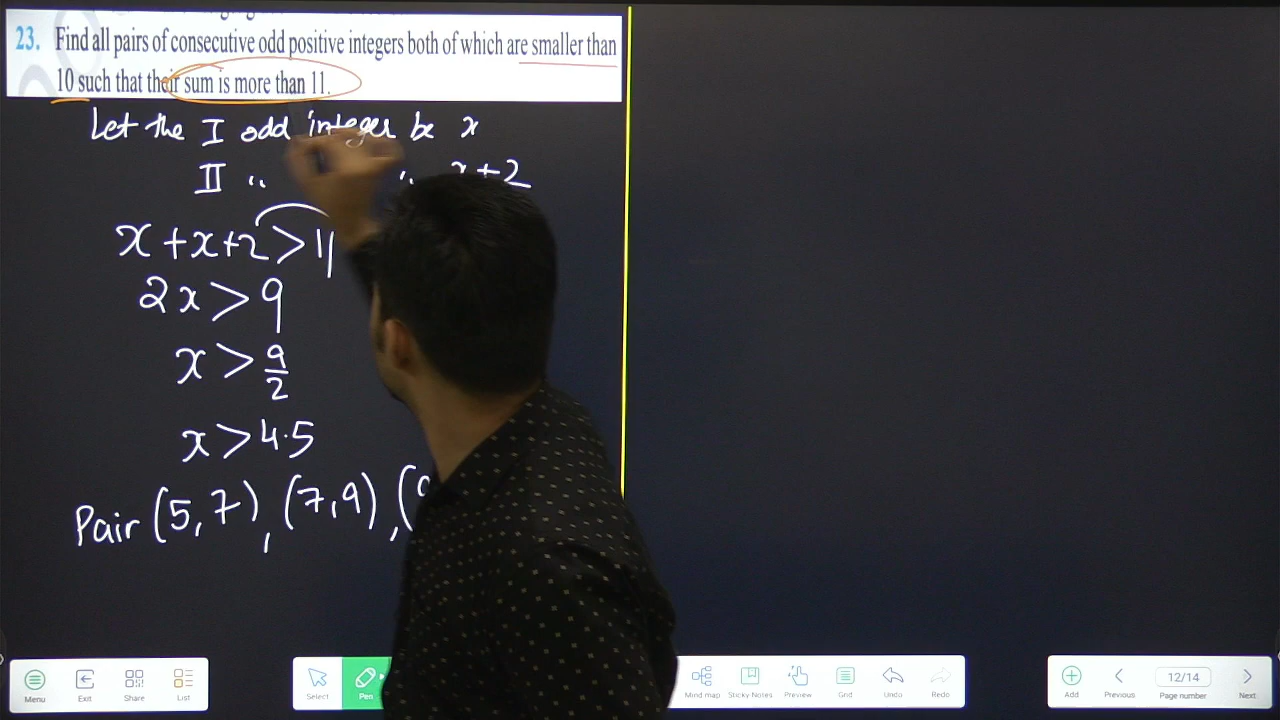 23. Find all pairs of consecutive odd positive integers both of which are smaller than
10 such that their sum is more than 11.
Let the I odd integer be x
II " " x+2
x+x+2>11
2x>9
x>9/2
x>4.5
Pair (5,7), (7,9), (
Menu Exit Share List Select Pen Mind map Sticky Notes Preview Grid Undo Redo Add Previous 12/14 Page number Next